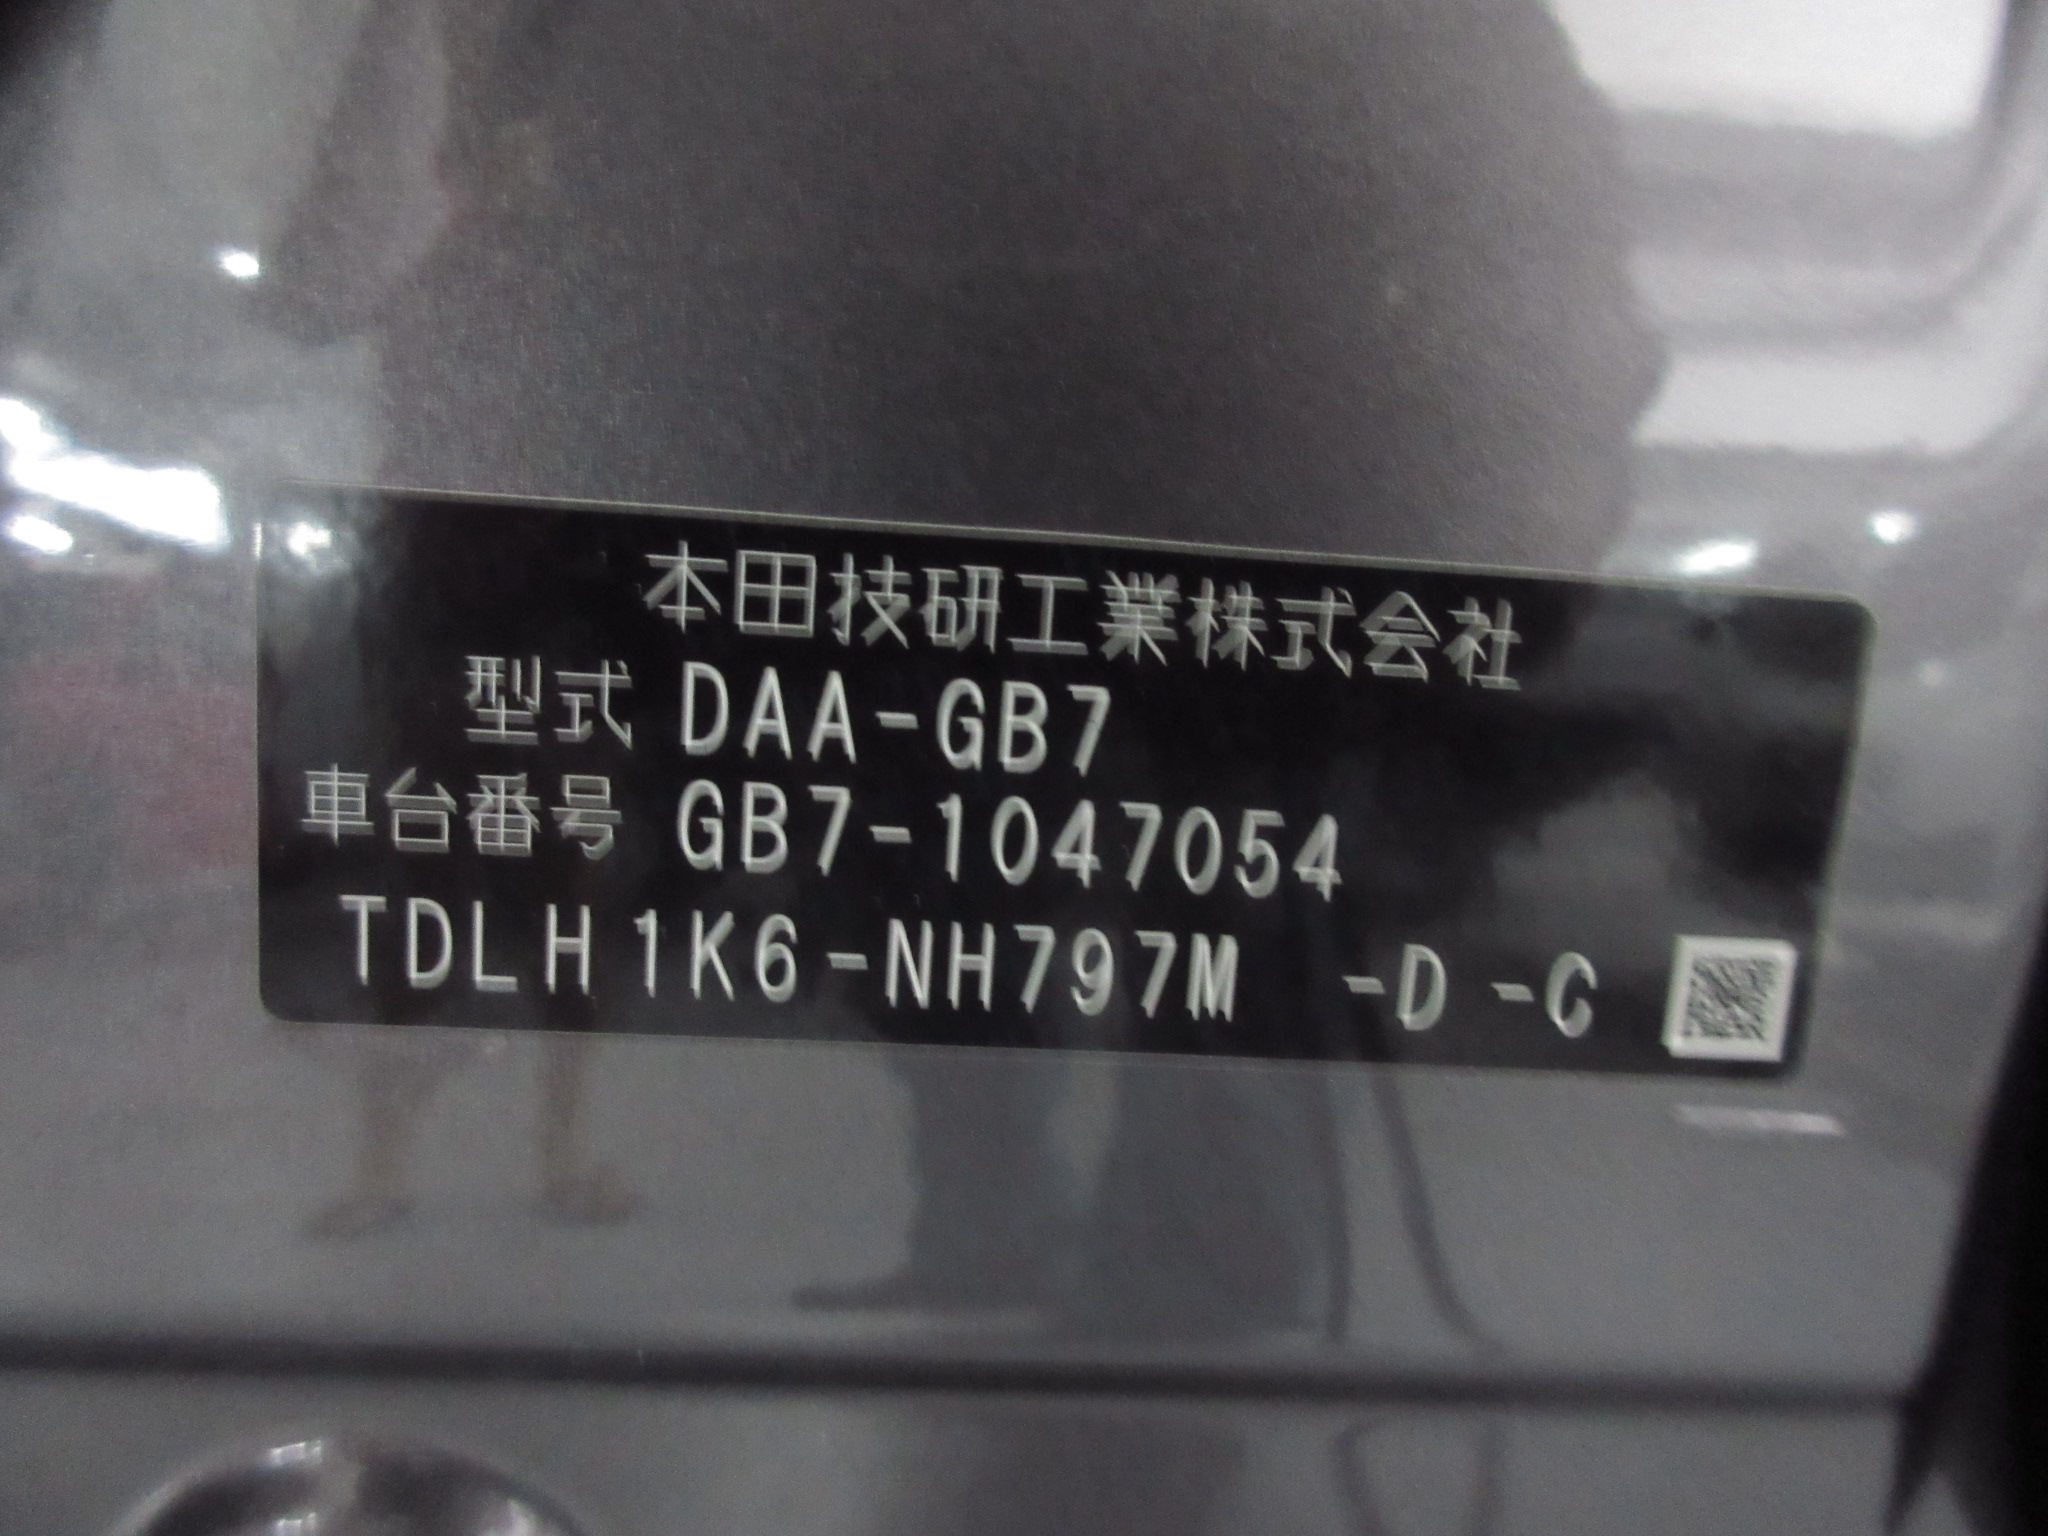 本田技研工業株式会社
型式 DAA-GB7
車台番号 GB7-1047054
TDLH1K6-NH797M -D -C